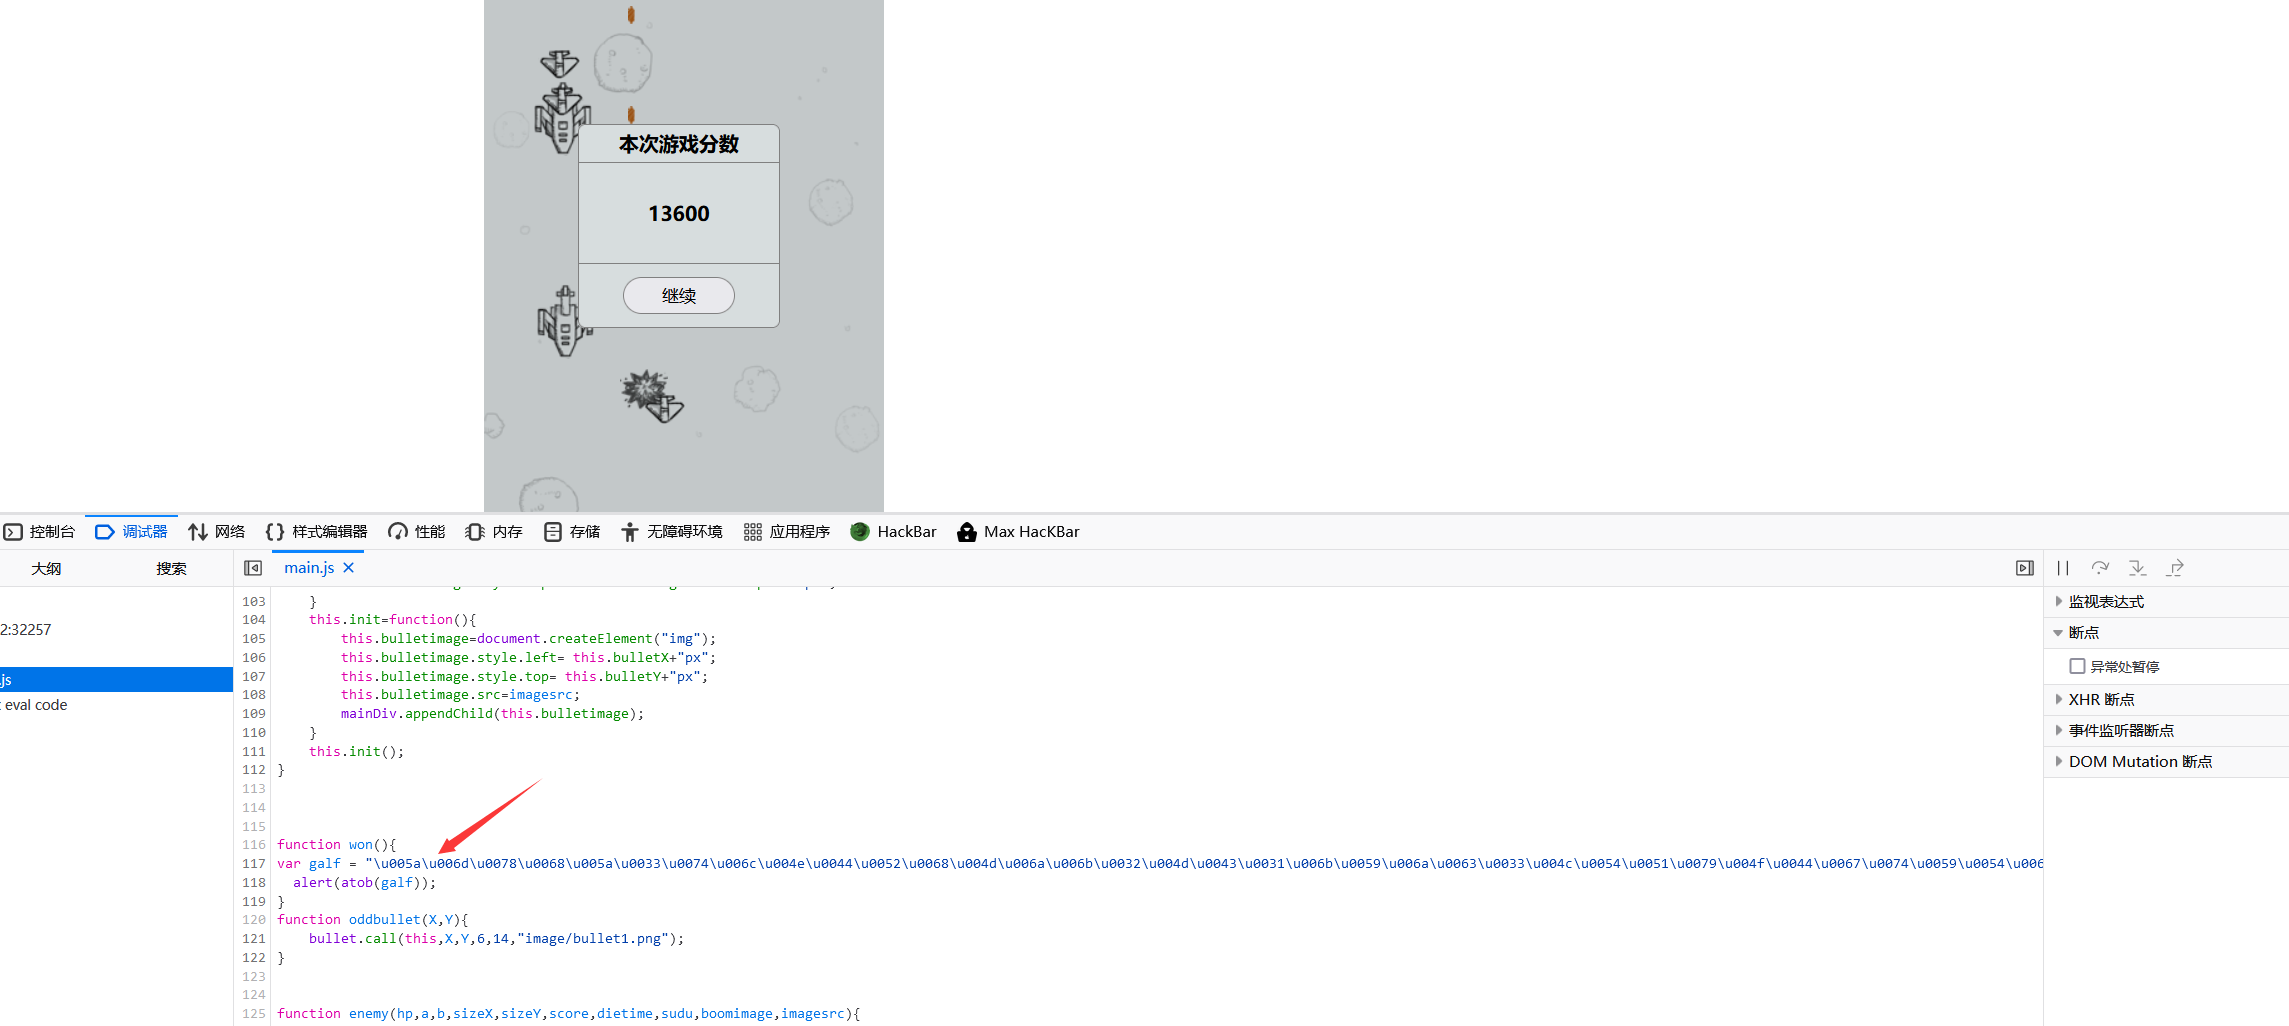 本次游戏分数
13600
继续
控制台 调试器 网络 样式编辑器 性能 内存 存储 无障碍环境 应用程序 HackBar Max HacKBar
大纲 搜索 main.js
2:32257
js
eval code
103     }
104     this.init=function(){
105         this.bulletimage=document.createElement("img");
106         this.bulletimage.style.left= this.bulletX+"px";
107         this.bulletimage.style.top= this.bulletY+"px";
108         this.bulletimage.src=imagesrc;
109         mainDiv.appendChild(this.bulletimage);
110     }
111     this.init();
112 }
113
114
115
116 function won(){
117 var galf = "\u005a\u006d\u0078\u0068\u005a\u0033\u0074\u006c\u004e\u0044\u0052\u0068\u004d\u006a\u006b\u0032\u004d\u0043\u0031\u006b\u0059\u006a\u0063\u0033\u004c\u0054\u0051\u0079\u004f\u0044\u0067\u0074\u0059\u0054\u006
118   alert(atob(galf));
119 }
120 function oddbullet(X,Y){
121     bullet.call(this,X,Y,6,14,"image/bullet1.png");
122 }
123
124
125 function enemy(hp,a,b,sizeX,sizeY,score,dietime,sudu,boomimage,imagesrc){
监视表达式
断点
异常处暂停
XHR 断点
事件监听器断点
DOM Mutation 断点